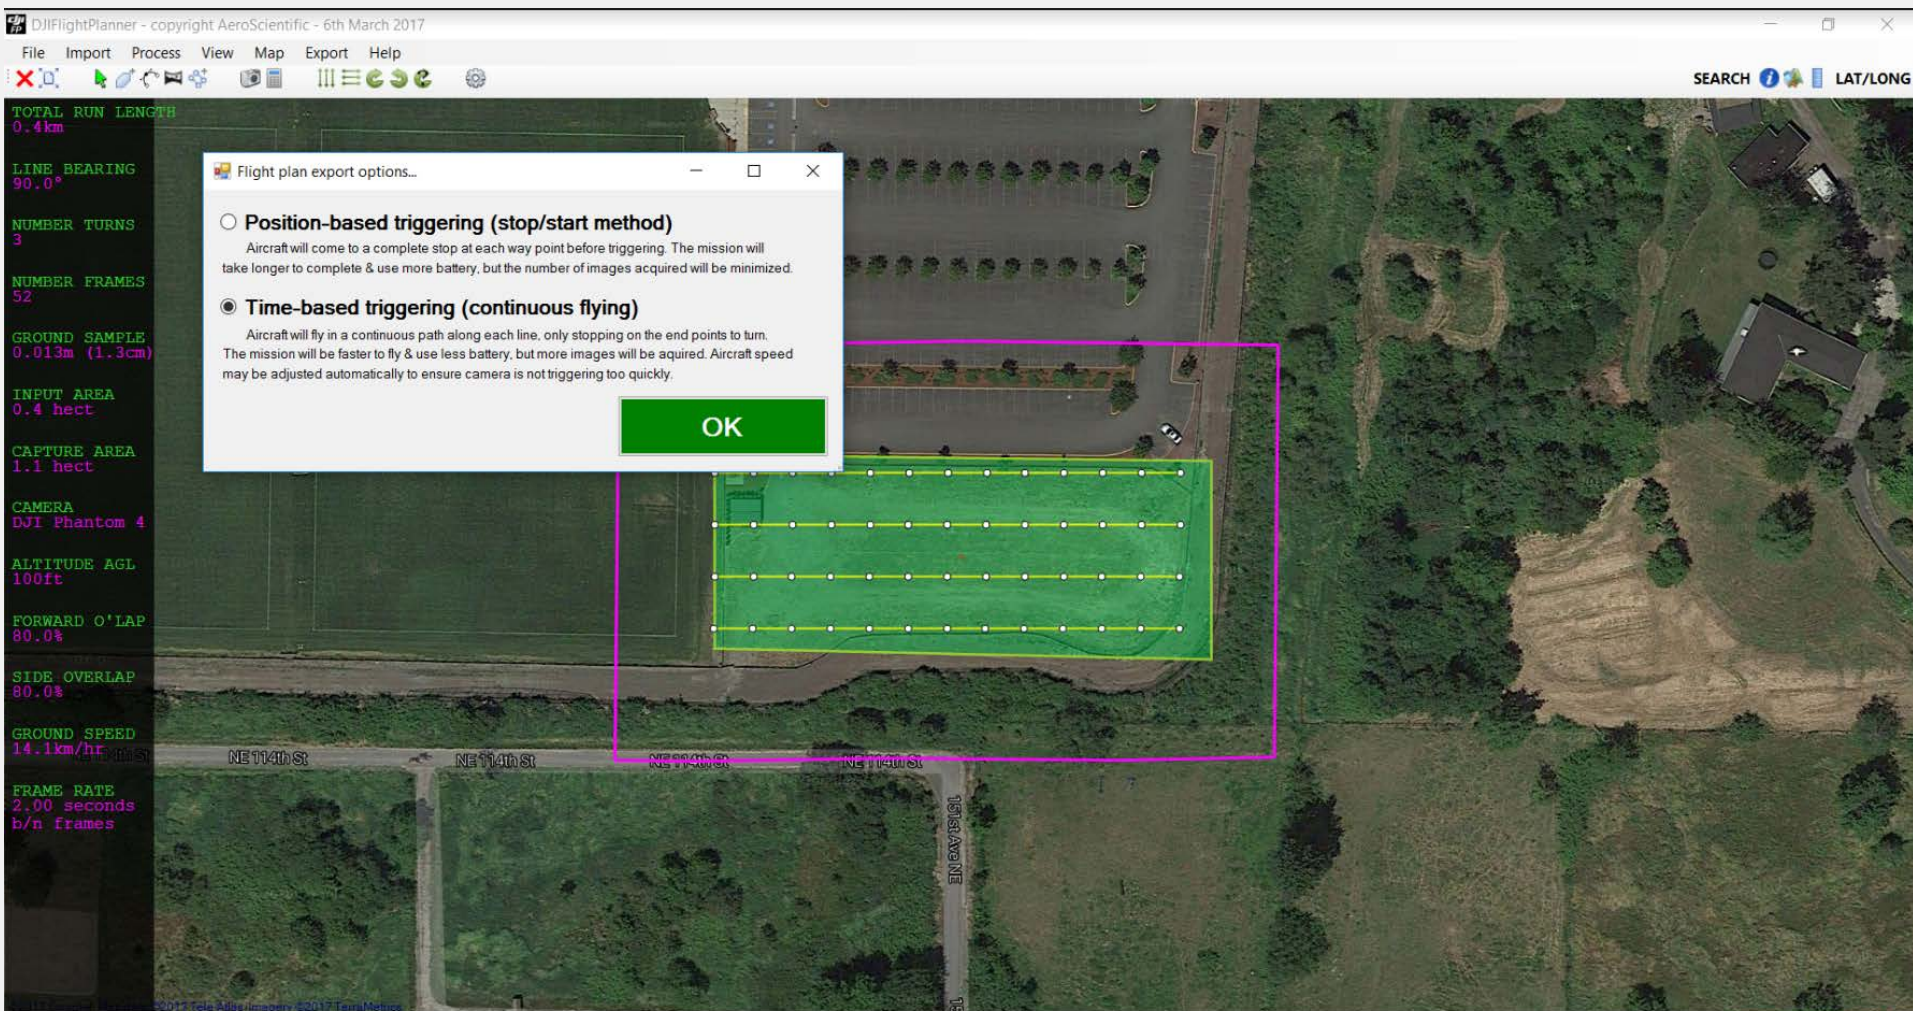 DJIFlightPlanner - copyright AeroScientific - 6th March 2017
File Import Process View Map Export Help
SEARCH LAT/LONG
TOTAL RUN LENGTH
0.4km
LINE BEARING
90.0°
NUMBER TURNS
3
NUMBER FRAMES
52
GROUND SAMPLE
0.013m (1.3cm)
INPUT AREA
0.4 hect
CAPTURE AREA
1.1 hect
CAMERA
DJI Phantom 4
ALTITUDE AGL
100ft
FORWARD O'LAP
80.0%
SIDE OVERLAP
80.0%
GROUND SPEED
14.1km/hr
FRAME RATE
2.00 seconds
b/n frames
Flight plan export options...
Position-based triggering (stop/start method)
Aircraft will come to a complete stop at each way point before triggering. The mission will
take longer to complete & use more battery, but the number of images acquired will be minimized.
Time-based triggering (continuous flying)
Aircraft will fly in a continuous path along each line, only stopping on the end points to turn.
The mission will be faster to fly & use less battery, but more images will be aquired. Aircraft speed
may be adjusted automatically to ensure camera is not triggering too quickly.
OK
NE 114th St
NE 114th St
NE 114th St
NE 114th St
151st Ave NE
©2017 Tele Atlas, Imagery ©2017 TerraMetrics